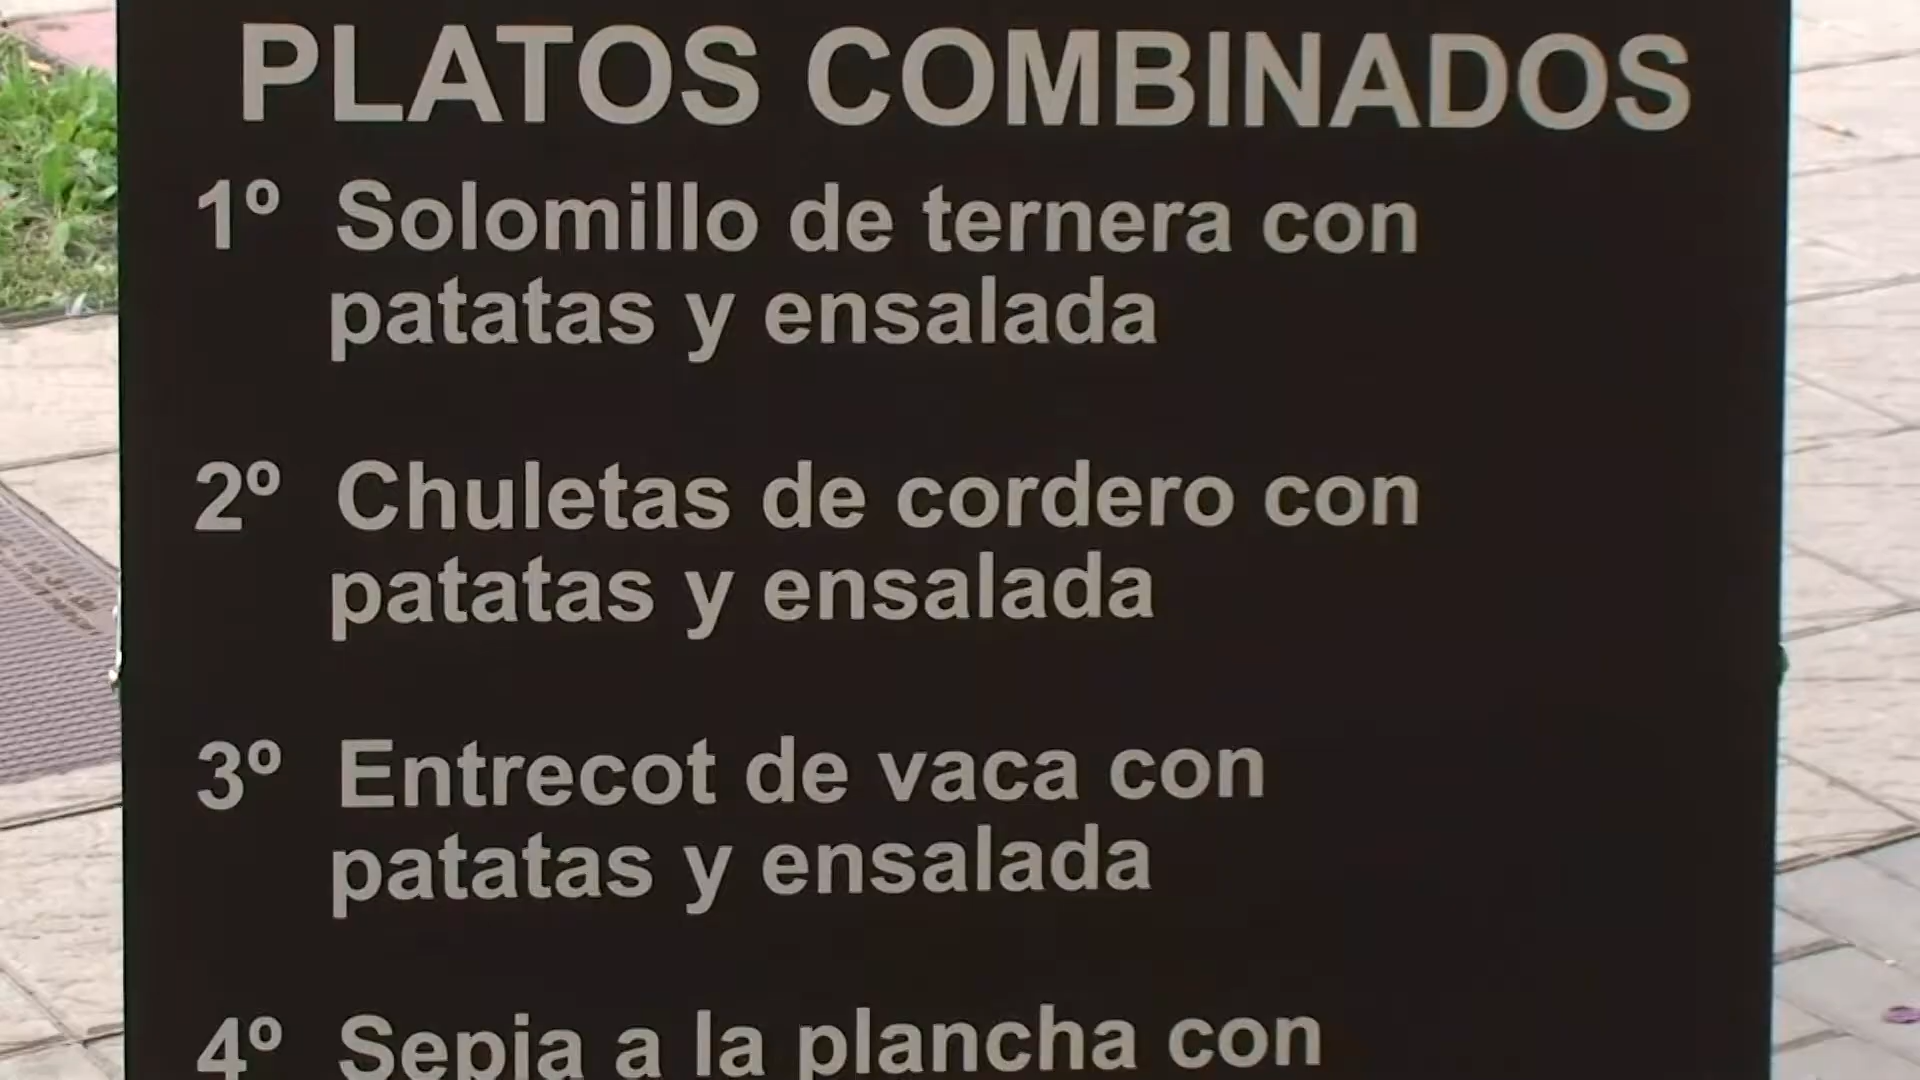 PLATOS COMBINADOS
1º Solomillo de ternera con
patatas y ensalada
2º Chuletas de cordero con
patatas y ensalada
3º Entrecot de vaca con
patatas y ensalada
4º Sepia a la plancha con